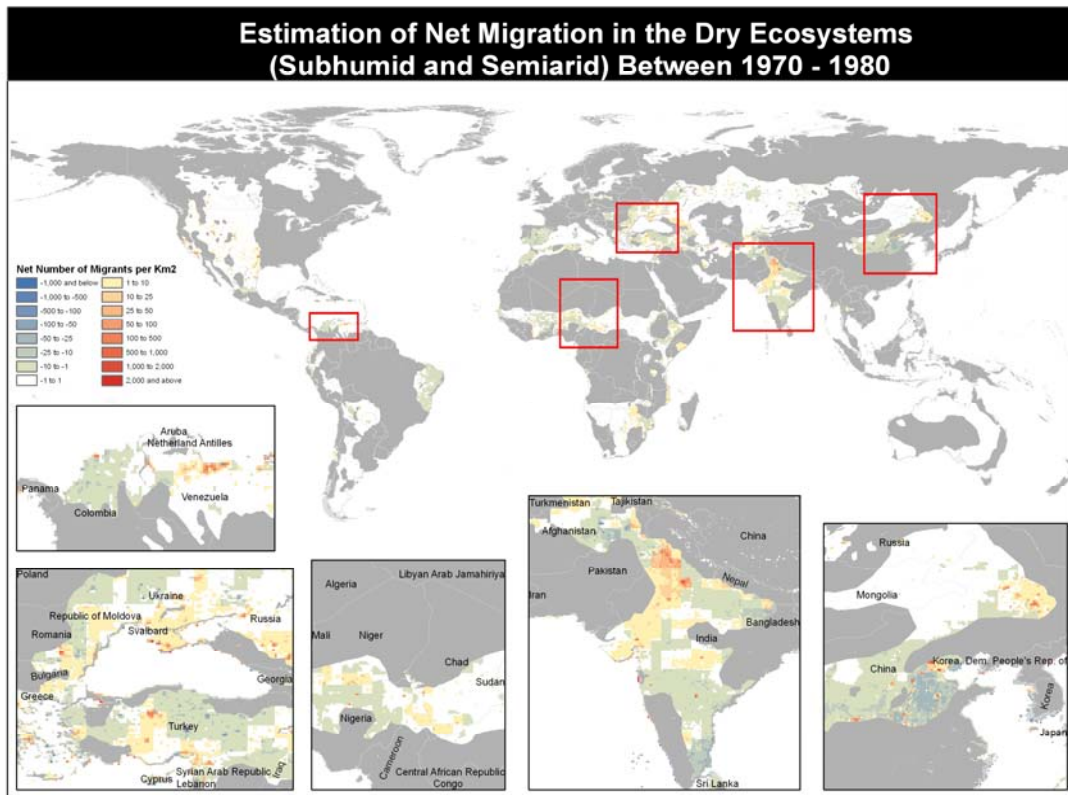 Estimation of Net Migration in the Dry Ecosystems
(Subhumid and Semiarid) Between 1970 - 1980
Net Number of Migrants per Km2
-1,000 and below
-1,000 to -500
-500 to -100
-100 to -50
-50 to -25
-25 to -10
-10 to -1
-1 to 1
1 to 10
10 to 25
25 to 50
50 to 100
100 to 500
500 to 1,000
1,000 to 2,000
2,000 and above
Aruba
Netherland Antilles
Panama
Venezuela
Colombia
Poland
Ukraine
Republic of Moldova
Romania
Svalbard
Russia
Bulgaria
Georgia
Greece
Turkey
Cyprus
Syrian Arab Republic
Lebanon
Iraq
Libyan Arab Jamahiriya
Algeria
Mali
Niger
Chad
Sudan
Nigeria
Cameroon
Central African Republic
Congo
Turkmenistan
Tajikistan
Afghanistan
China
Pakistan
Iran
Nepal
Bangladesh
India
Sri Lanka
Russia
Mongolia
China
Korea, Dem. People's Rep. of
Korea
Japan